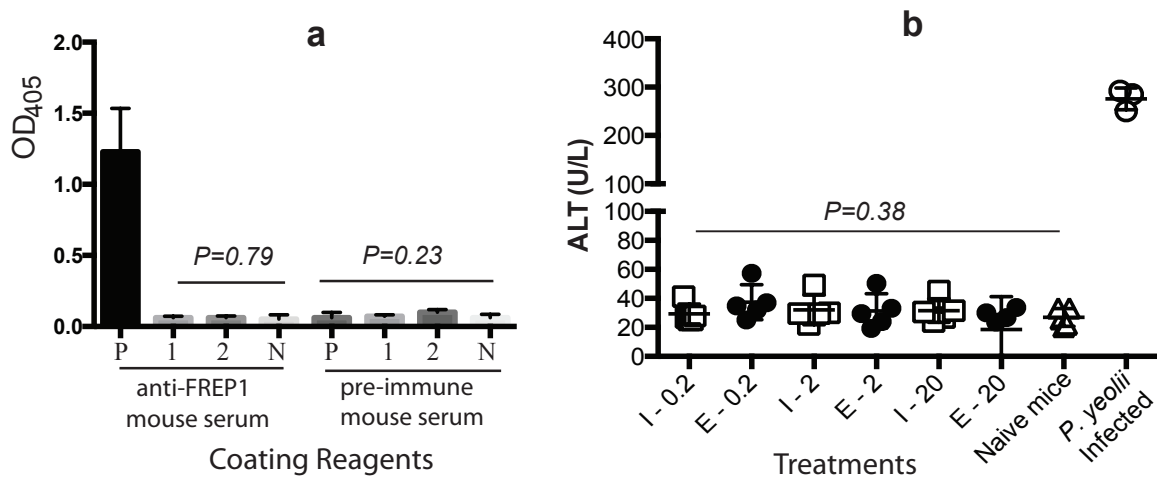 a
2.0
1.5
1.0
0.5
0.0
OD405
P=0.79
P=0.23
P 1 2 N P 1 2 N
anti-FREP1
mouse serum
pre-immune
mouse serum
Coating Reagents
b
400
300
200
100
100
80
60
40
20
0
ALT (U/L)
P=0.38
I - 0.2
E - 0.2
I - 2
E - 2
I - 20
E - 20
Naive mice
P. yeolii
Infected
Treatments